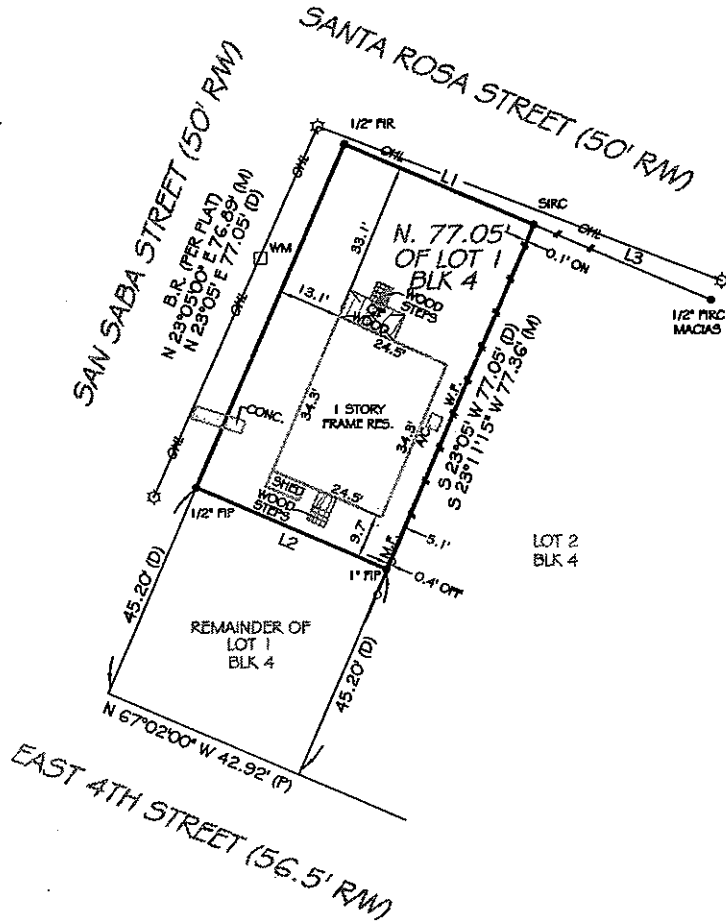 SANTA ROSA STREET (50' R/W)
SAN SABA STREET (50' R/W)
1/2" FIR
OHL
L1
OHL
SIRC
OHL
L3
0.1' ON
1/2" FIRC
MACIAS
B.R. (PER PLAT)
N 23°05'00" E 76.89' (M)
N 23°05' E 77.05' (D)
OHL
WM
OHL
OHL
33.1'
N. 77.05'
OF LOT 1
BLK 4
13.1'
WOOD
STEPS
WOOD
24.5'
34.3'
1 STORY
FRAME RES.
34.3'
A/C
W.F.
S 23°05' W 77.05' (D)
S 23°11'15" W 77.36' (M)
CONC.
SHED
24.5'
WOOD
STEPS
1/2" FIP
L2
9.7'
M.F.
5.1'
1" FIP
0.4' OFF
LOT 2
BLK 4
45.20' (D)
REMAINDER OF
LOT 1
BLK 4
45.20' (D)
N 67°02'00" W 42.92' (P)
EAST 4TH STREET (56.5' R/W)